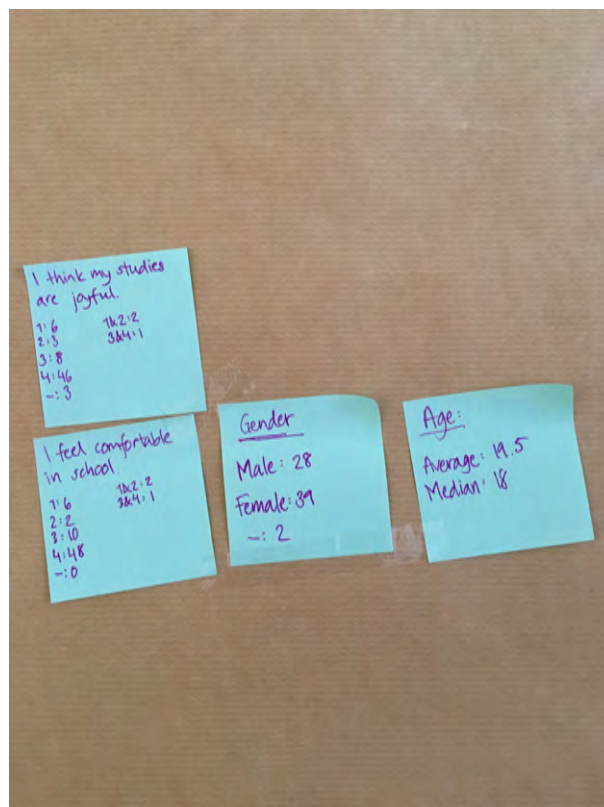 I think my studies
are joyful.
1:6
1&2:2
2:3
3&4:1
3:8
4:46
-:3
I feel comfortable
in school.
1:6
1&2:2
2:2
3&4:1
3:10
4:48
-:0
Gender
Male: 28
Female:39
-: 2
Age:
Average: 19.5
Median: 18